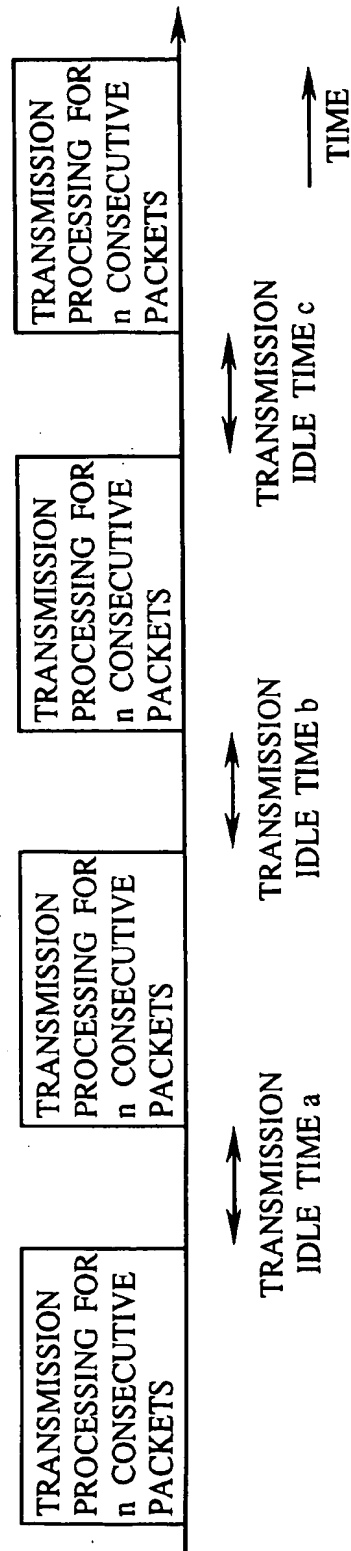 TRANSMISSION
PROCESSING FOR
n CONSECUTIVE
PACKETS
TRANSMISSION
PROCESSING FOR
n CONSECUTIVE
PACKETS
TRANSMISSION
PROCESSING FOR
n CONSECUTIVE
PACKETS
TRANSMISSION
PROCESSING FOR
n CONSECUTIVE
PACKETS
TRANSMISSION
IDLE TIME a
TRANSMISSION
IDLE TIME b
TRANSMISSION
IDLE TIME c
TIME